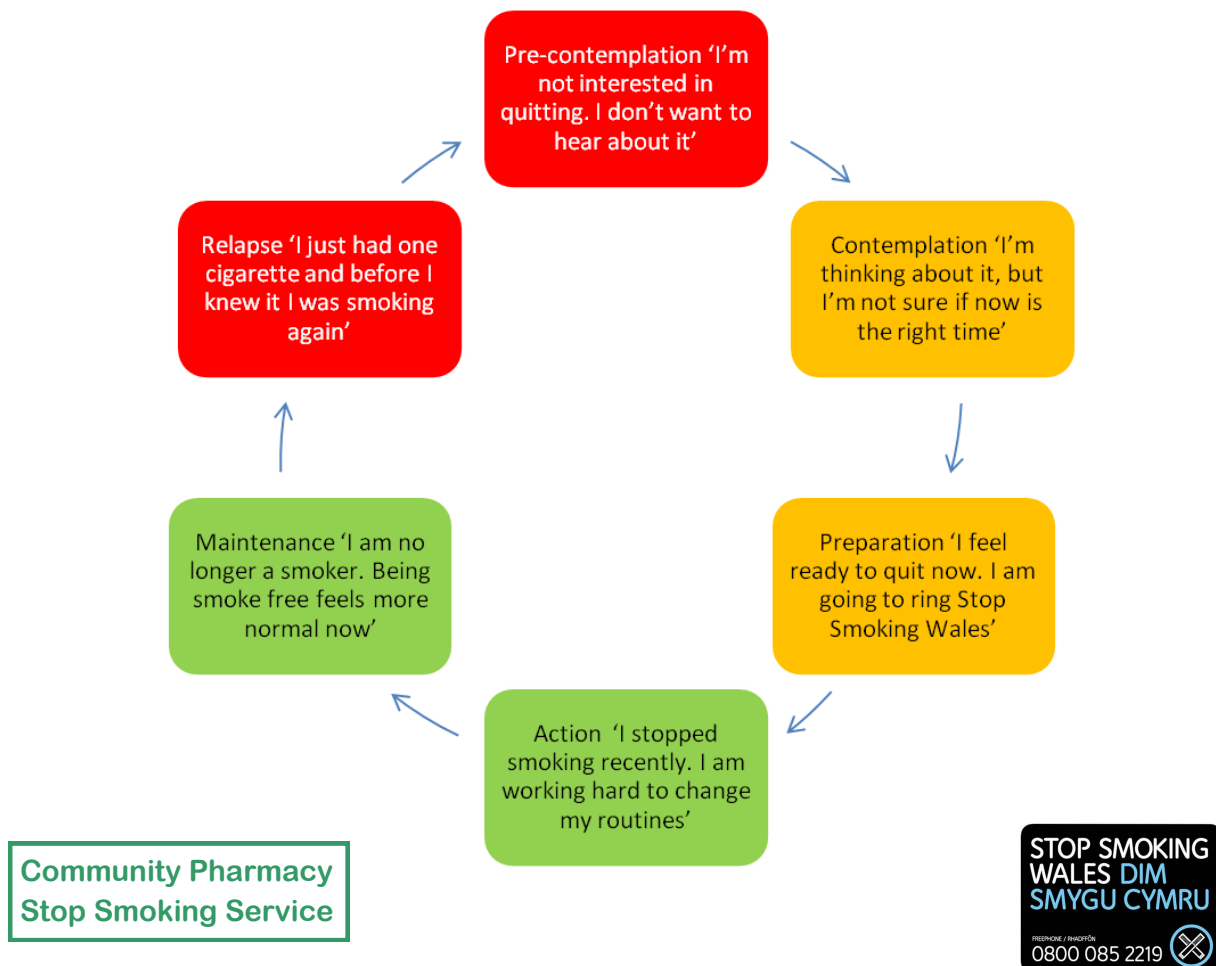 Pre-contemplation ‘I’m
not interested in
quitting. I don’t want to
hear about it’
Contemplation ‘I’m
thinking about it, but
I’m not sure if now is
the right time’
Preparation ‘I feel
ready to quit now. I am
going to ring Stop
Smoking Wales’
Action ‘I stopped
smoking recently. I am
working hard to change
my routines’
Maintenance ‘I am no
longer a smoker. Being
smoke free feels more
normal now’
Relapse ‘I just had one
cigarette and before I
knew it I was smoking
again’
Community Pharmacy
Stop Smoking Service
STOP SMOKING
WALES DIM
SMYGU CYMRU
FREEPHONE / RHADFFÔN
0800 085 2219